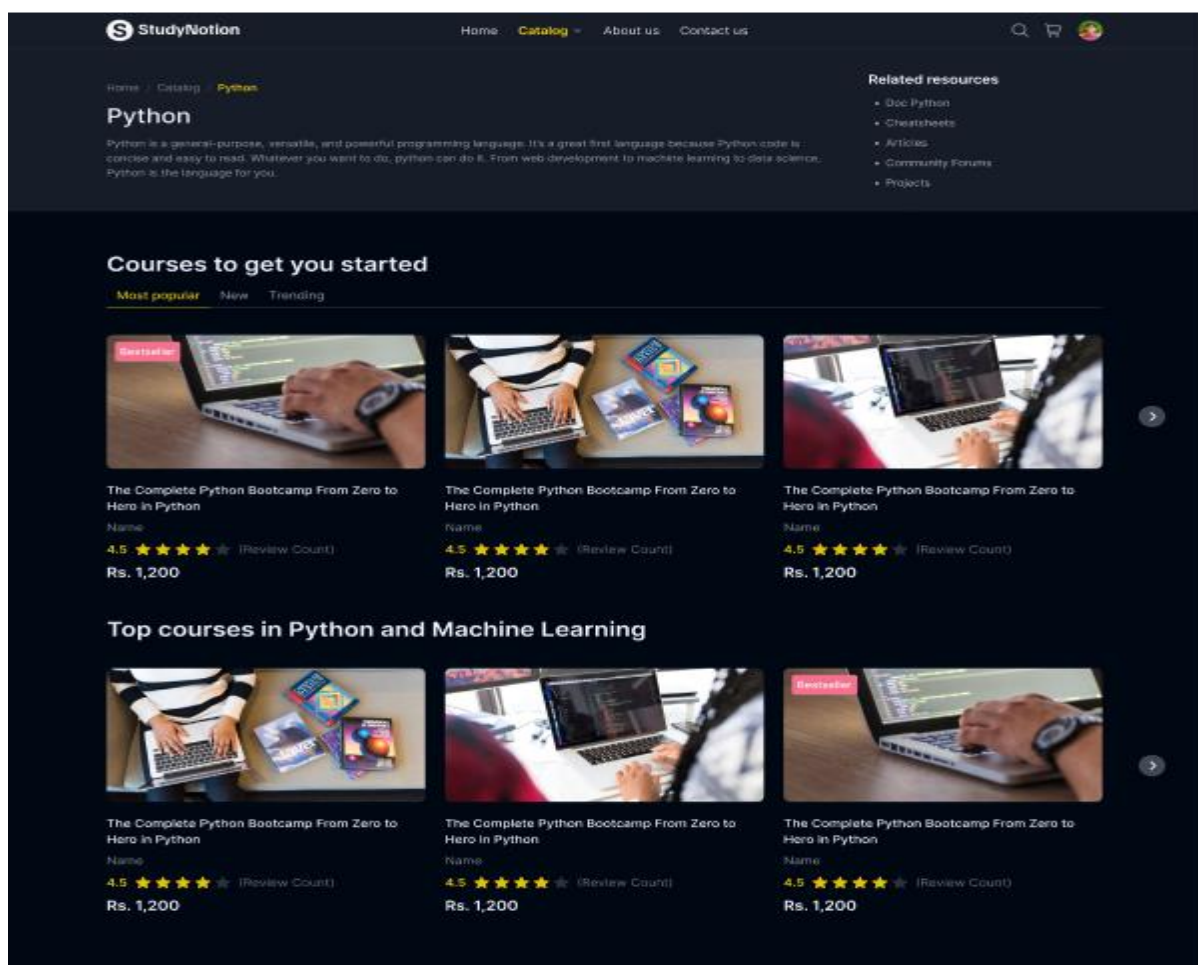 StudyNotion
Home Catalog About us Contact us
Home / Catalog / Python
Python
Python is a general-purpose, versatile, and powerful programming language. It's a great first language because Python code is
concise and easy to read. Whatever you want to do, python can do it. From web development to machine learning to data science,
Python is the language for you.
Related resources
• Doc Python
• Cheatsheets
• Articles
• Community Forums
• Projects
Courses to get you started
Most popular New Trending
Bestseller
The Complete Python Bootcamp From Zero to
Hero in Python
Name
4.5 (Review Count)
Rs. 1,200
The Complete Python Bootcamp From Zero to
Hero in Python
Name
4.5 (Review Count)
Rs. 1,200
The Complete Python Bootcamp From Zero to
Hero in Python
Name
4.5 (Review Count)
Rs. 1,200
Top courses in Python and Machine Learning
The Complete Python Bootcamp From Zero to
Hero in Python
Name
4.5 (Review Count)
Rs. 1,200
The Complete Python Bootcamp From Zero to
Hero in Python
Name
4.5 (Review Count)
Rs. 1,200
Bestseller
The Complete Python Bootcamp From Zero to
Hero in Python
Name
4.5 (Review Count)
Rs. 1,200